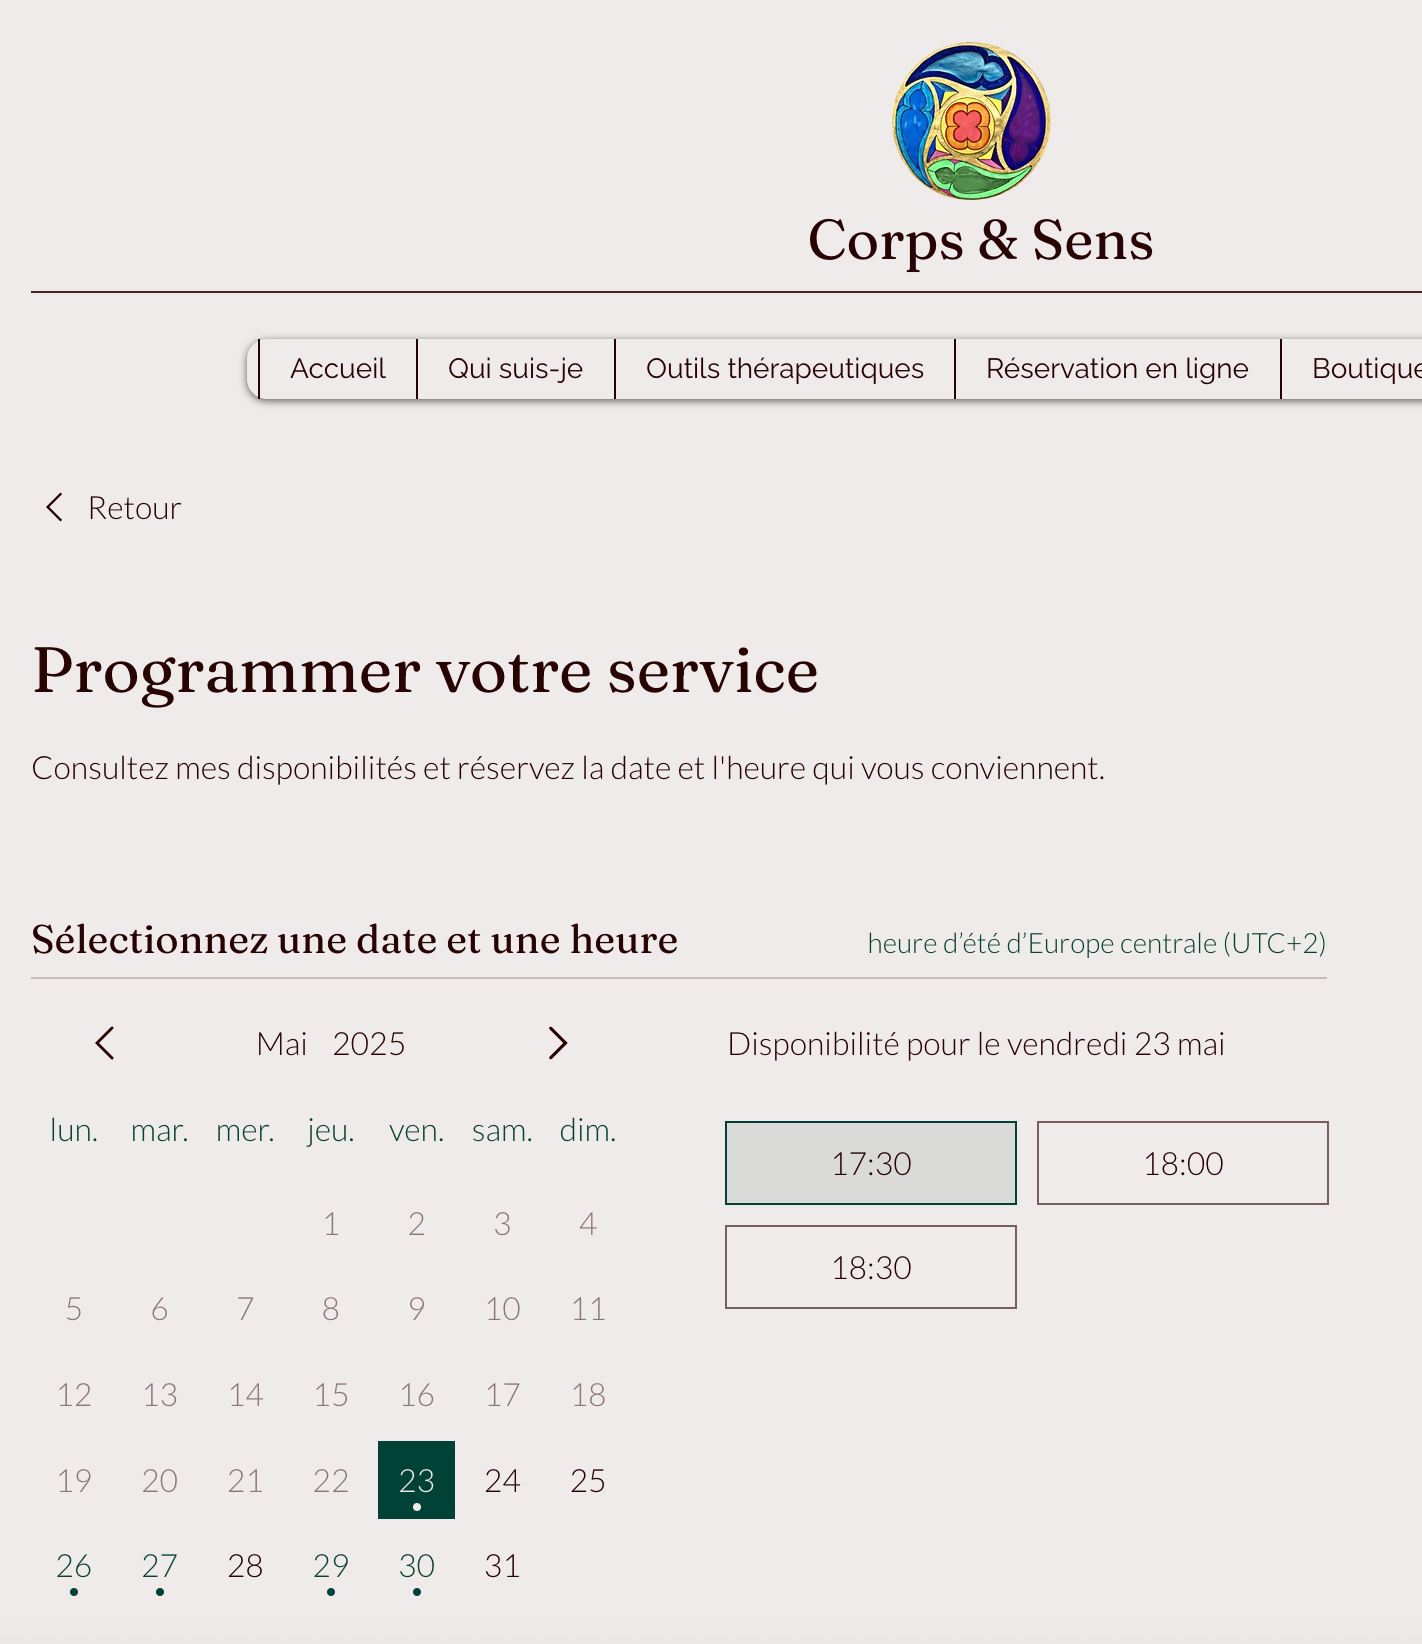 Corps & Sens
Accueil
Qui suis-je
Outils thérapeutiques
Réservation en ligne
Boutique
Retour
Programmer votre service
Consultez mes disponibilités et réservez la date et l'heure qui vous conviennent.
Sélectionnez une date et une heure
heure d’été d’Europe centrale (UTC+2)
Mai 2025
lun. mar. mer. jeu. ven. sam. dim.
1 2 3 4
5 6 7 8 9 10 11
12 13 14 15 16 17 18
19 20 21 22 23 24 25
26 27 28 29 30 31
Disponibilité pour le vendredi 23 mai
17:30
18:00
18:30